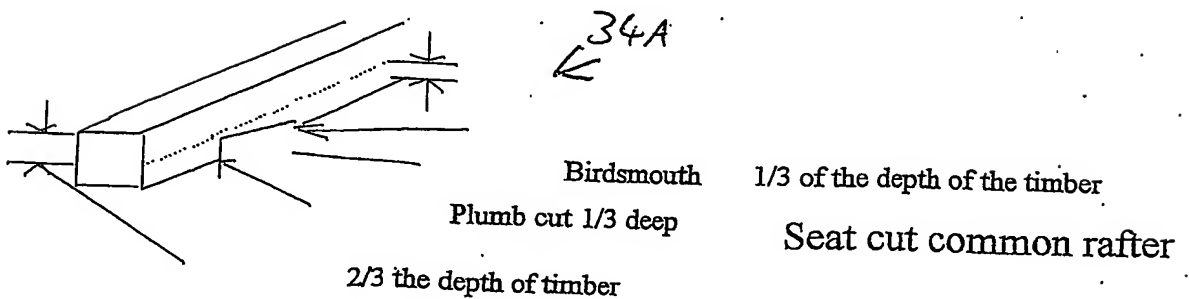 34A
Birdsmouth 1/3 of the depth of the timber
Plumb cut 1/3 deep
Seat cut common rafter
2/3 the depth of timber